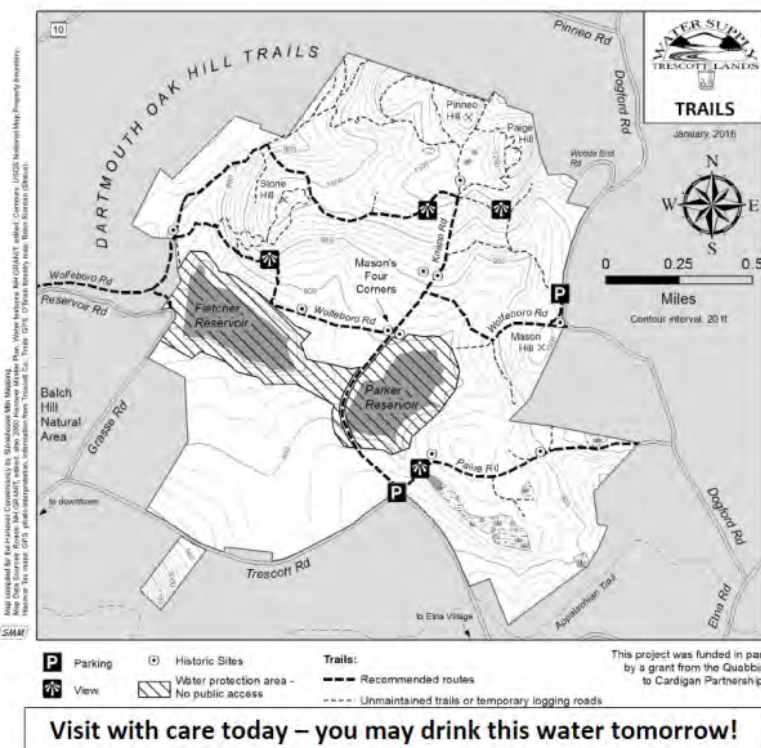 10
DARTMOUTH OAK HILL TRAILS
Pinneo Rd
Dogford Rd
WATER SUPPLY
TRESCOTT LANDS
TRAILS
January, 2016
N
W E
S
0 0.25 0.5
Miles
Contour interval: 20 ft
Pinneo
Hill
Paige
Hill
Woods End
Rd
Stone
Hill
Knapp Rd
Mason's
Four
Corners
Wolfeboro Rd
Reservoir Rd
Fletcher
Reservoir
Wolfeboro Rd
Wolfeboro Rd
P
Mason
Hill
Parker
Reservoir
Balch
Hill
Natural
Area
Grasse Rd
to downtown
Paine Rd
P
Trescott Rd
Dogford Rd
Etna Rd
Appalachian Trail
to Etna Village
SMM
P Parking
View
Historic Sites
Water protection area -
No public access
Trails:
Recommended routes
Unmaintained trails or temporary logging roads
This project was funded in par
by a grant from the Quabbin
to Cardigan Partnership
Visit with care today – you may drink this water tomorrow!